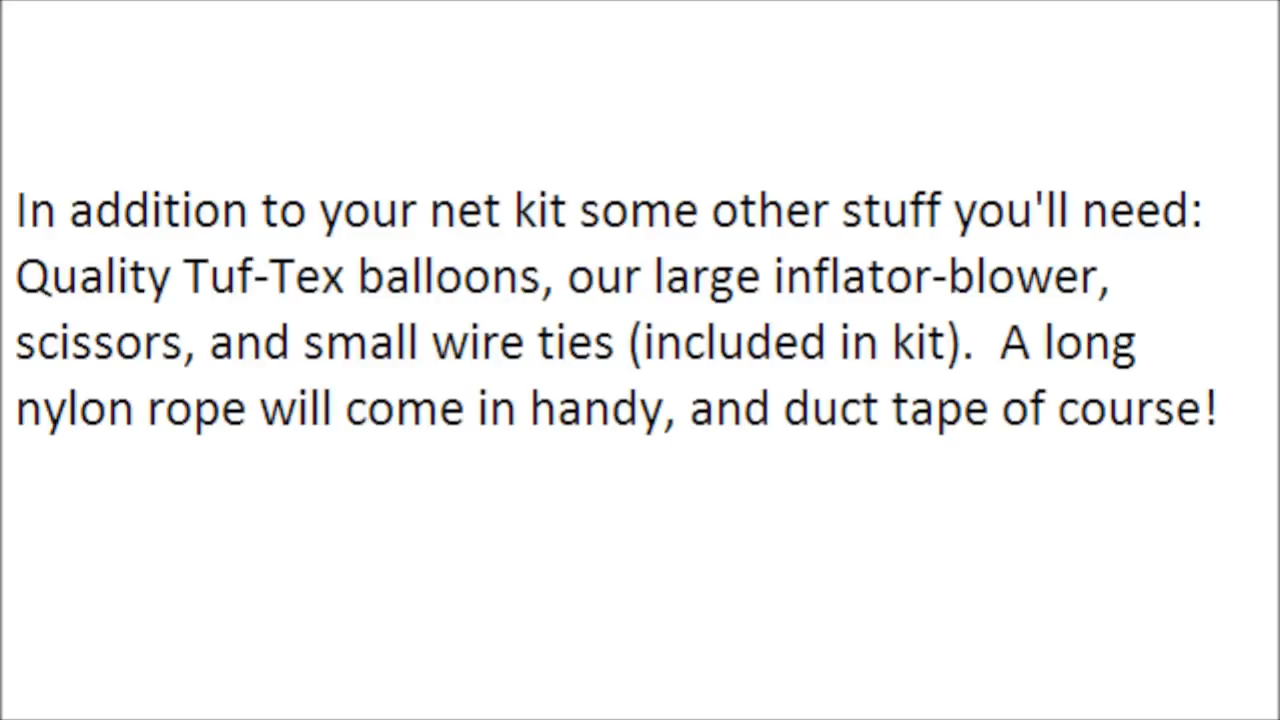 In addition to your net kit some other stuff you'll need:
Quality Tuf-Tex balloons, our large inflator-blower,
scissors, and small wire ties (included in kit).  A long
nylon rope will come in handy, and duct tape of course!